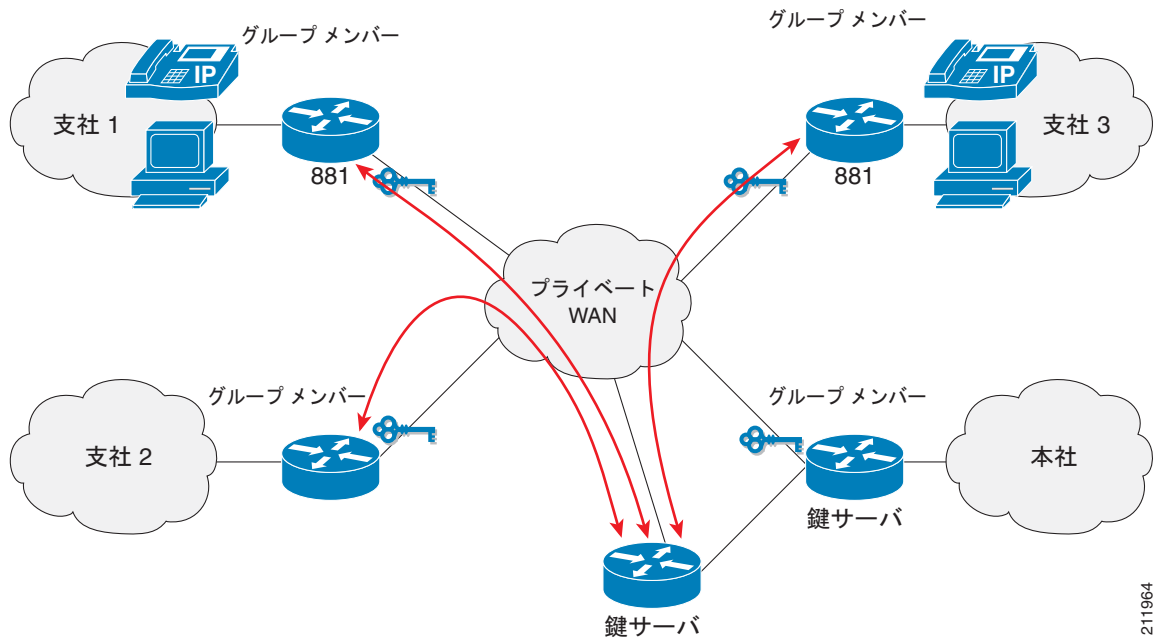 グループ メンバー
グループ メンバー
IP
IP
支社 1
支社 3
881
881
プライベート
WAN
グループ メンバー
グループ メンバー
支社 2
本社
鍵サーバ
鍵サーバ
211964